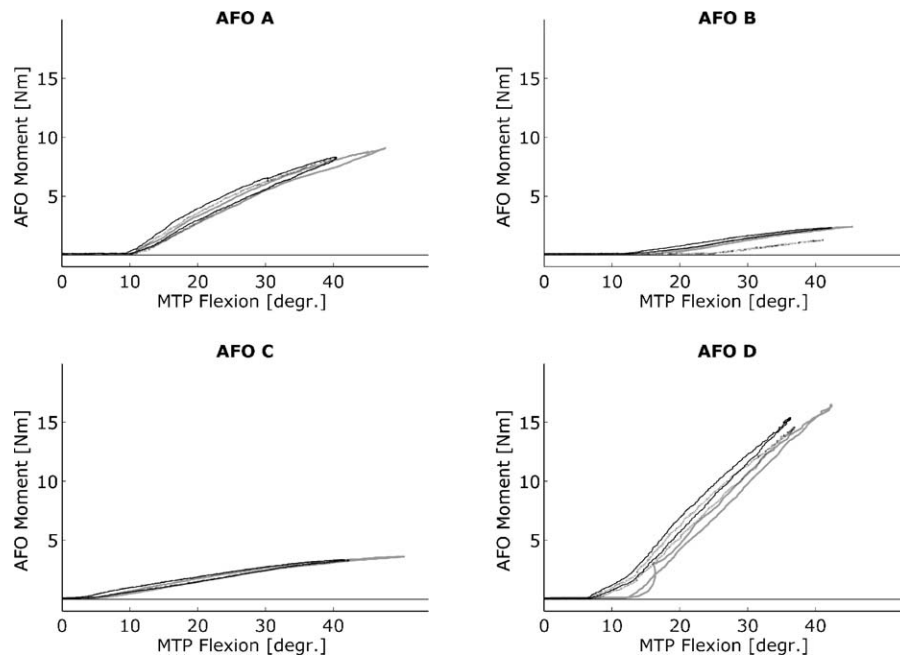 AFO A
AFO Moment [Nm]
15
10
5
0 10 20 30 40
MTP Flexion [degr.]
AFO B
AFO Moment [Nm]
15
10
5
0 10 20 30 40
MTP Flexion [degr.]
AFO C
AFO Moment [Nm]
15
10
5
0 10 20 30 40
MTP Flexion [degr.]
AFO D
AFO Moment [Nm]
15
10
5
0 10 20 30 40
MTP Flexion [degr.]